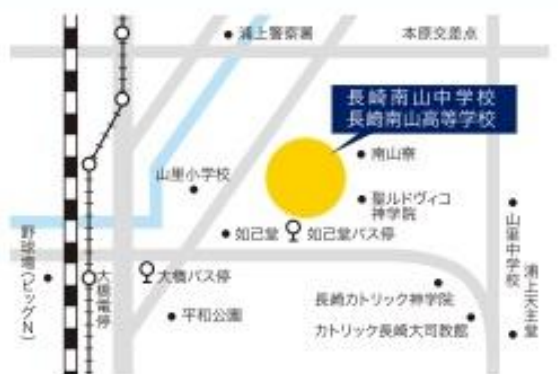 浦上警察署
本原交差点
長崎南山中学校
長崎南山高等学校
南山寮
山里小学校
聖ルドヴィコ
神学院
如己堂
如己堂バス停
山里中学校
浦上天主堂
野球場(ビッグN)
大橋電停
大橋バス停
長崎カトリック神学院
平和公園
カトリック長崎大司教館